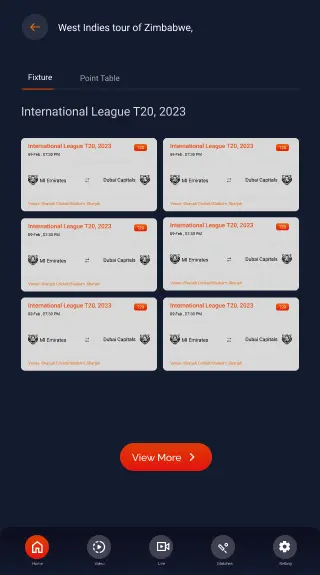 West Indies tour of Zimbabwe,
Fixture Point Table
International League T20, 2023
International League T20, 2023 T20
09-Feb , 07:30 PM
MI Emirates Dubai Capitals
Venue: Sharjah Cricket Stadium, Sharjah
International League T20, 2023 T20
09-Feb , 07:30 PM
MI Emirates Dubai Capitals
Venue: Sharjah Cricket Stadium, Sharjah
International League T20, 2023 T20
09-Feb , 07:30 PM
MI Emirates Dubai Capitals
Venue: Sharjah Cricket Stadium, Sharjah
International League T20, 2023 T20
09-Feb , 07:30 PM
MI Emirates Dubai Capitals
Venue: Sharjah Cricket Stadium, Sharjah
International League T20, 2023 T20
09-Feb , 07:30 PM
MI Emirates Dubai Capitals
Venue: Sharjah Cricket Stadium, Sharjah
International League T20, 2023 T20
09-Feb , 07:30 PM
MI Emirates Dubai Capitals
Venue: Sharjah Cricket Stadium, Sharjah
View More
Home Video Live Matches Setting